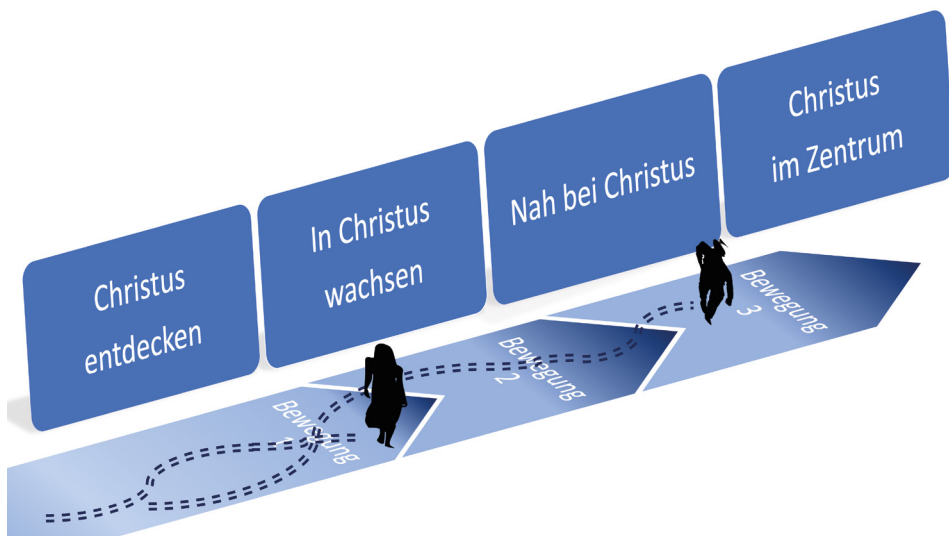 Christus
entdecken
In Christus
wachsen
Nah bei Christus
Christus
im Zentrum
Bewegung
1
Bewegung
2
Bewegung
3